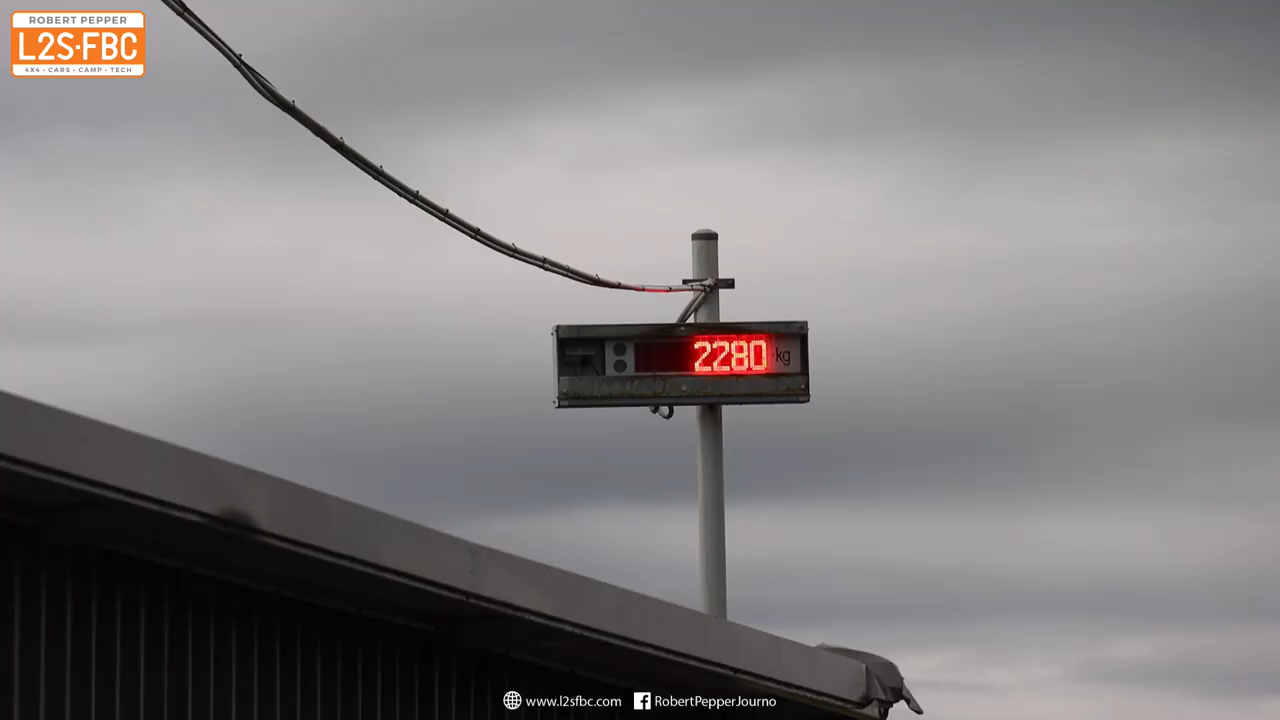 ROBERT PEPPER
L2S·FBC
4X4 · CARS · CAMP · TECH
2280 kg
www.l2sfbc.com RobertPepperJourno